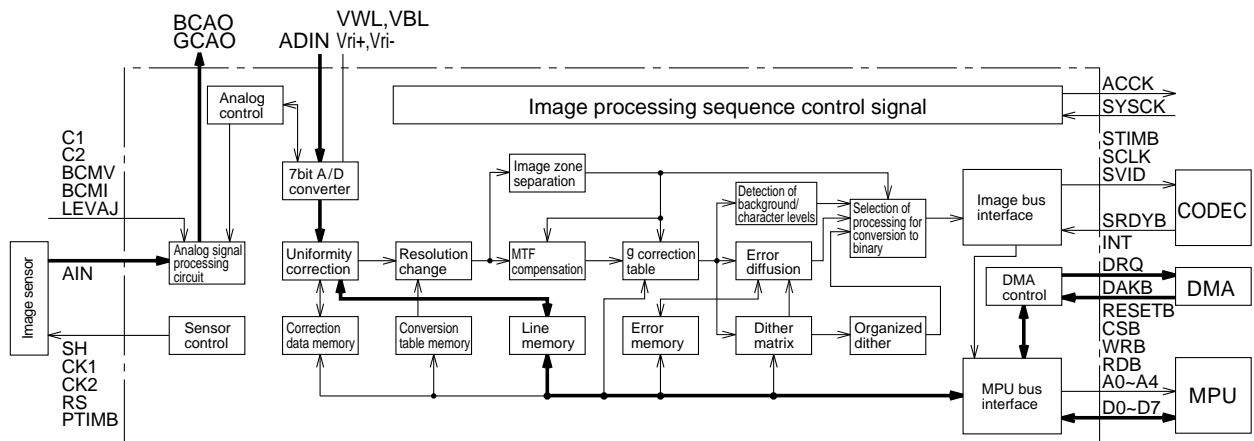 BCAO
GCAO
ADIN
VWL,VBL
Vri+,Vri-
Analog
control
Image processing sequence control signal
ACCK
SYSCK
C1
C2
BCMV
BCMI
LEVAJ
7bit A/D
converter
Image zone
separation
Detection of
background/
character levels
Selection of
processing for
conversion to
binary
Image bus
interface
STIMB
SCLK
SVID
SRDYB
CODEC
Image sensor
AIN
Analog signal
processing
circuit
Uniformity
correction
Resolution
change
MTF
compensation
g correction
table
Error
diffusion
DMA
control
INT
DRQ
DAKB
DMA
Sensor
control
Correction
data memory
Conversion
table memory
Line
memory
Error
memory
Dither
matrix
Organized
dither
MPU bus
interface
RESETB
CSB
WRB
RDB
A0~A4
D0~D7
MPU
SH
CK1
CK2
RS
PTIMB